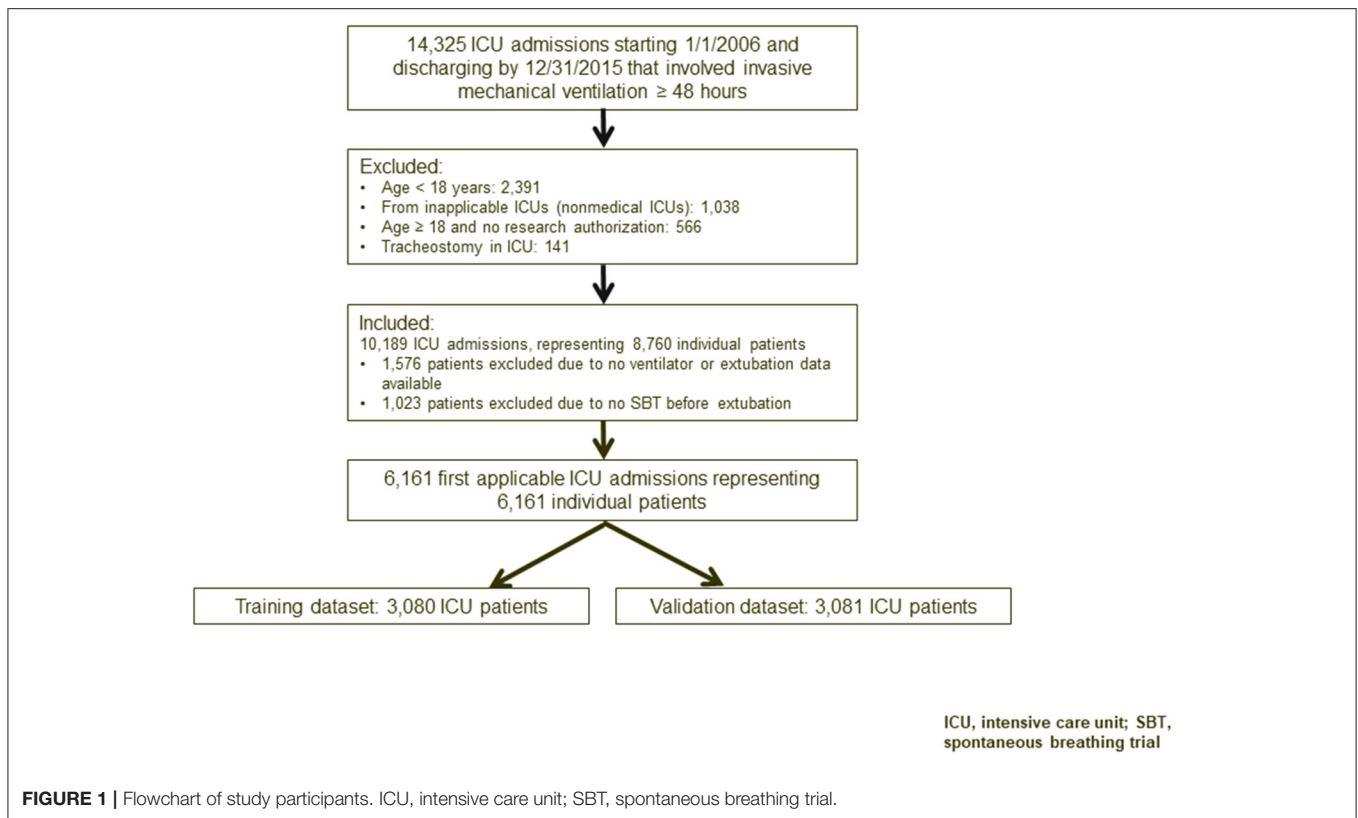 14,325 ICU admissions starting 1/1/2006 and
discharging by 12/31/2015 that involved invasive
mechanical ventilation ≥ 48 hours
Excluded:
• Age < 18 years: 2,391
• From inapplicable ICUs (nonmedical ICUs): 1,038
• Age ≥ 18 and no research authorization: 566
• Tracheostomy in ICU: 141
Included:
10,189 ICU admissions, representing 8,760 individual patients
• 1,576 patients excluded due to no ventilator or extubation data
available
• 1,023 patients excluded due to no SBT before extubation
6,161 first applicable ICU admissions representing
6,161 individual patients
Training dataset: 3,080 ICU patients
Validation dataset: 3,081 ICU patients
ICU, intensive care unit; SBT,
spontaneous breathing trial
FIGURE 1 | Flowchart of study participants. ICU, intensive care unit; SBT, spontaneous breathing trial.